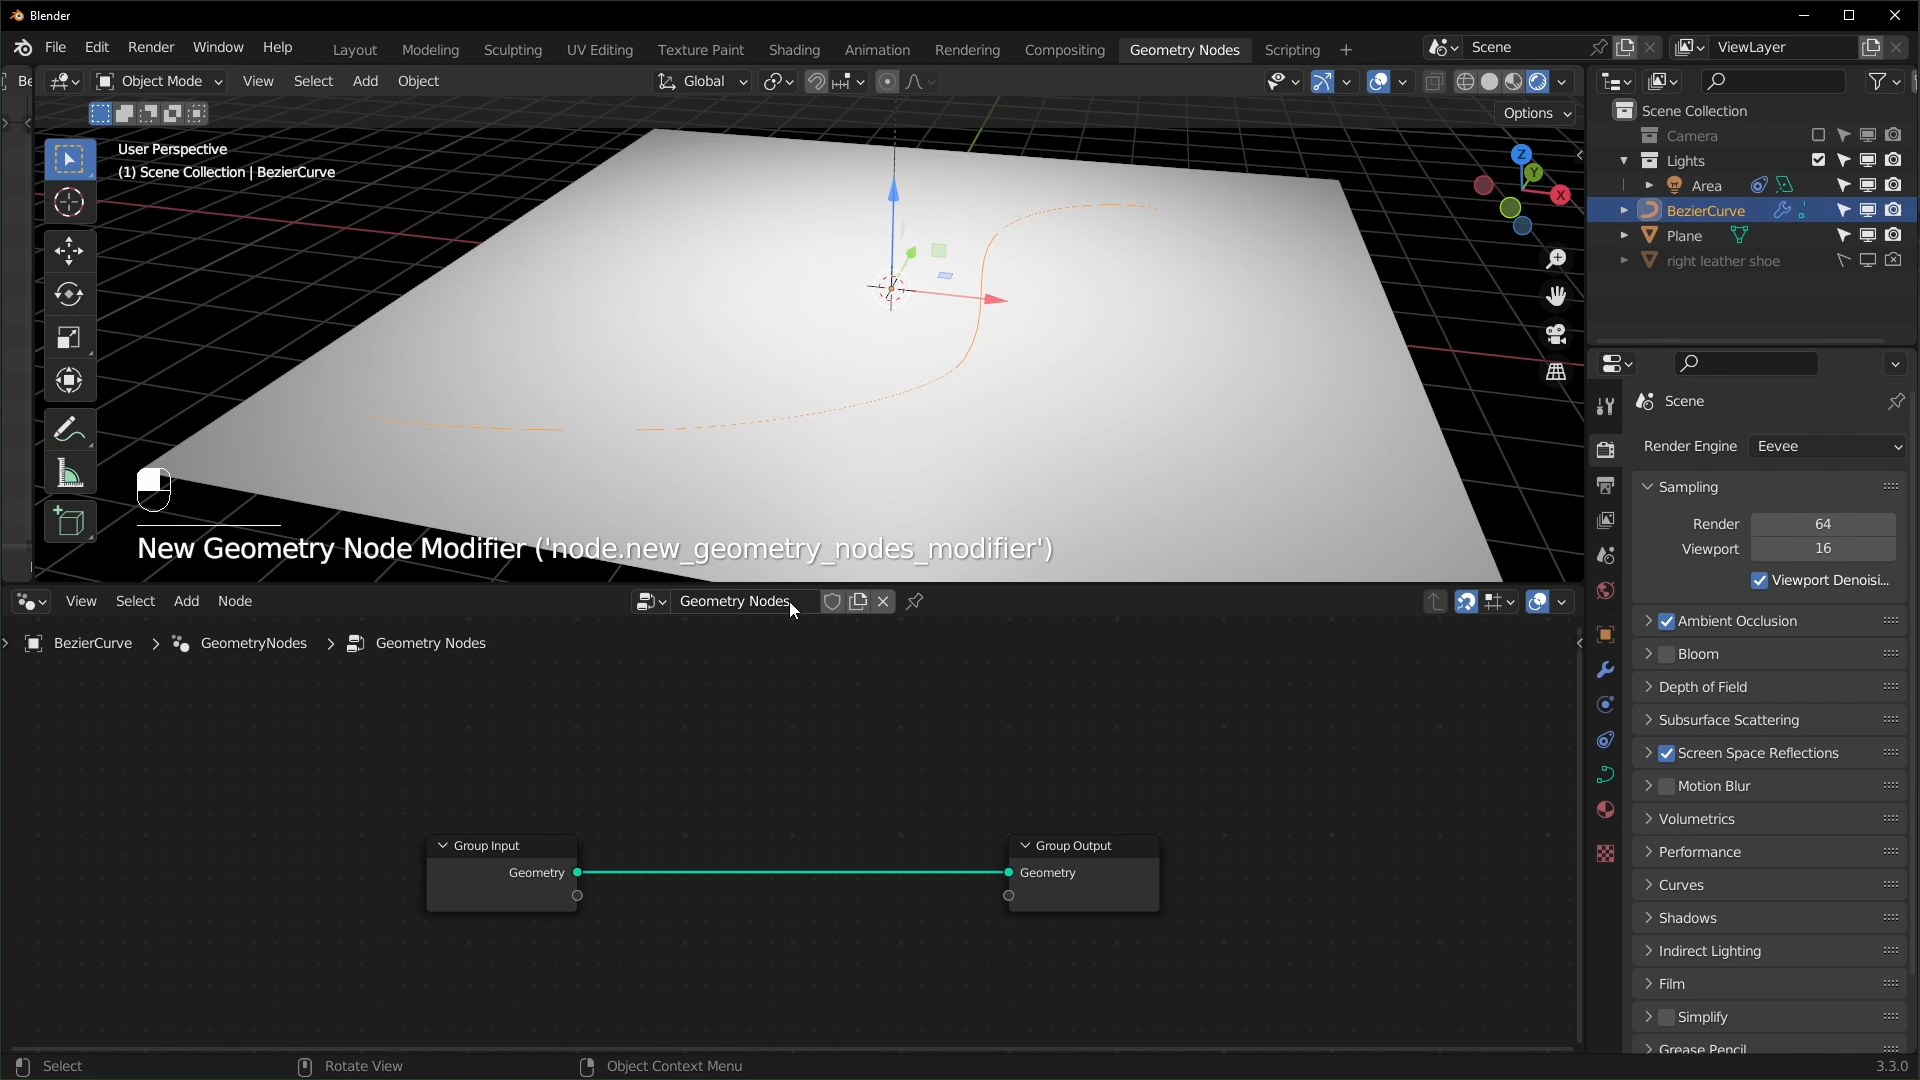 Blender
File Edit Render Window Help Layout Modeling Sculpting UV Editing Texture Paint Shading Animation Rendering Compositing Geometry Nodes Scripting + Scene ViewLayer
Be Object Mode View Select Add Object Global
Options
User Perspective
(1) Scene Collection | BezierCurve
Z
Y
X
New Geometry Node Modifier ('node.new_geometry_nodes_modifier')
Scene Collection
Camera
Lights
Area
BezierCurve
Plane
right leather shoe
Scene
Render Engine Eevee
Sampling
Render 64
Viewport 16
Viewport Denoisi...
Ambient Occlusion
Bloom
Depth of Field
Subsurface Scattering
Screen Space Reflections
Motion Blur
Volumetrics
Performance
Curves
Shadows
Indirect Lighting
Film
Simplify
Grease Pencil
View Select Add Node Geometry Nodes
BezierCurve > GeometryNodes > Geometry Nodes
Group Input
Geometry
Group Output
Geometry
Select Rotate View Object Context Menu 3.3.0